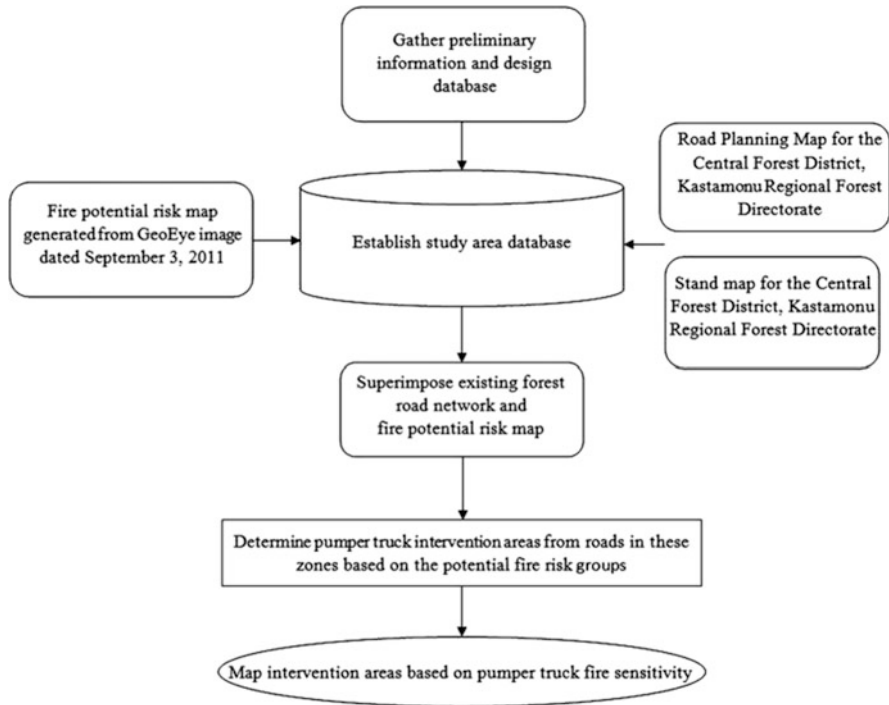 Gather preliminary
information and design
database
Road Planning Map for the
Central Forest District,
Kastamonu Regional Forest
Directorate
Fire potential risk map
generated from GeoEye image
dated September 3, 2011
Establish study area database
Stand map for the Central
Forest District, Kastamonu
Regional Forest Directorate
Superimpose existing forest
road network and
fire potential risk map
Determine pumper truck intervention areas from roads in these
zones based on the potential fire risk groups
Map intervention areas based on pumper truck fire sensitivity